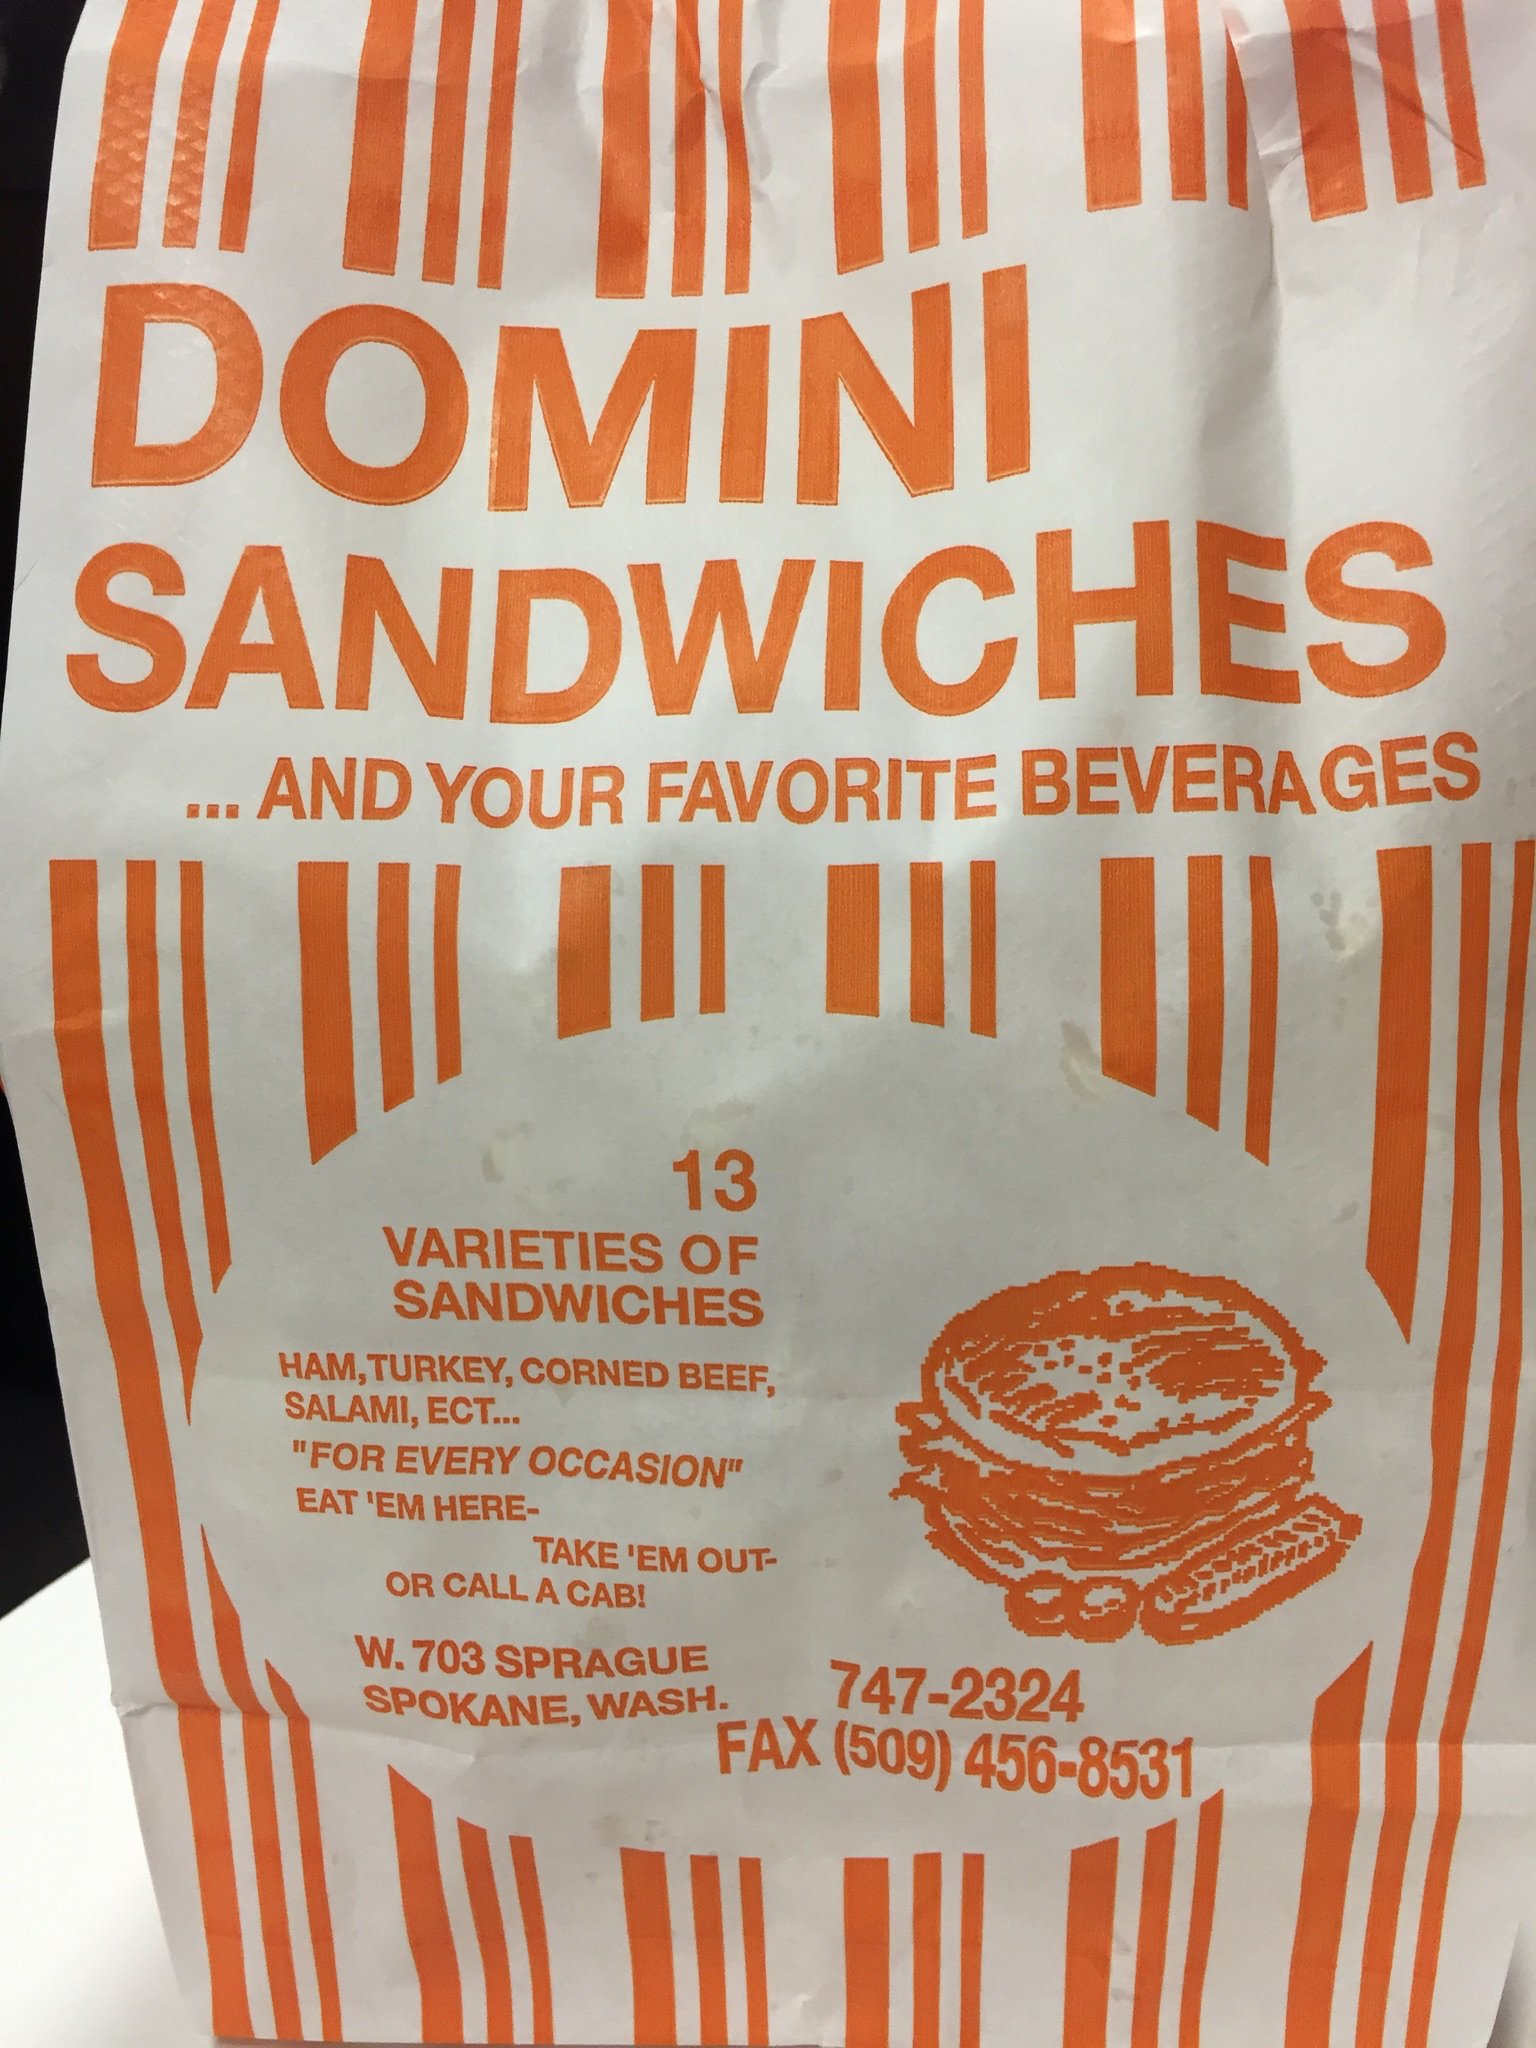 DOMINI
SANDWICHES
... AND YOUR FAVORITE BEVERAGES
13
VARIETIES OF
SANDWICHES
HAM, TURKEY, CORNED BEEF,
SALAMI, ECT...
"FOR EVERY OCCASION"
EAT 'EM HERE-
TAKE 'EM OUT-
OR CALL A CAB!
W. 703 SPRAGUE
SPOKANE, WASH.
747-2324
FAX (509) 456-8531